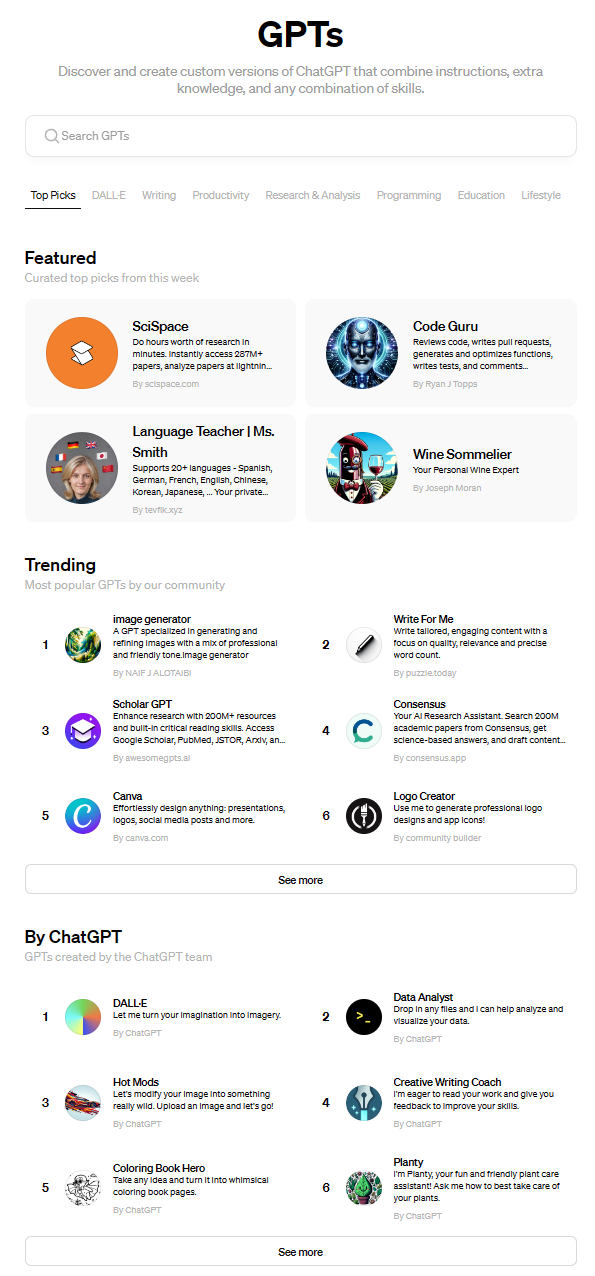 GPTs
Discover and create custom versions of ChatGPT that combine instructions, extra
knowledge, and any combination of skills.
Search GPTs
Top Picks
DALL·E
Writing
Productivity
Research & Analysis
Programming
Education
Lifestyle
Featured
Curated top picks from this week
SciSpace
Do hours worth of research in
minutes. Instantly access 287M+
papers, analyze papers at lightnin...
By scispace.com
Code Guru
Reviews code, writes pull requests,
generates and optimizes functions,
writes tests, and comments...
By Ryan J Topps
Language Teacher | Ms.
Smith
Supports 20+ languages - Spanish,
German, French, English, Chinese,
Korean, Japanese, ... Your private...
By tevfik.xyz
Wine Sommelier
Your Personal Wine Expert
By Joseph Moran
Trending
Most popular GPTs by our community
1
image generator
A GPT specialized in generating and
refining images with a mix of professional
and friendly tone.image generator
By NAIF J ALOTAIBI
2
Write For Me
Write tailored, engaging content with a
focus on quality, relevance and precise
word count.
By puzzle.today
3
Scholar GPT
Enhance research with 200M+ resources
and built-in critical reading skills. Access
Google Scholar, PubMed, JSTOR, Arxiv, an...
By awesomegpts.ai
4
Consensus
Your AI Research Assistant. Search 200M
academic papers from Consensus, get
science-based answers, and draft content...
By consensus.app
5
Canva
Effortlessly design anything: presentations,
logos, social media posts and more.
By canva.com
6
Logo Creator
Use me to generate professional logo
designs and app icons!
By community builder
See more
By ChatGPT
GPTs created by the ChatGPT team
1
DALL·E
Let me turn your imagination into imagery.
By ChatGPT
2
>_
Data Analyst
Drop in any files and I can help analyze and
visualize your data.
By ChatGPT
3
Hot Mods
Let's modify your image into something
really wild. Upload an image and let's go!
By ChatGPT
4
Creative Writing Coach
I'm eager to read your work and give you
feedback to improve your skills.
By ChatGPT
5
Coloring Book Hero
Take any idea and turn it into whimsical
coloring book pages.
By ChatGPT
6
Planty
I'm Planty, your fun and friendly plant care
assistant! Ask me how to best take care of
your plants.
By ChatGPT
See more